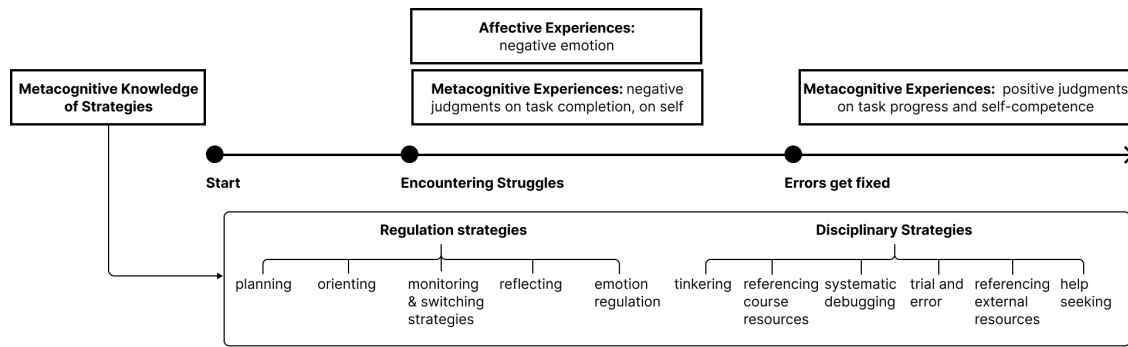 Affective Experiences:
negative emotion
Metacognitive Knowledge
of Strategies
Metacognitive Experiences: negative
judgments on task completion, on self
Metacognitive Experiences: positive judgments
on task progress and self-competence
Start
Encountering Struggles
Errors get fixed
Regulation strategies
planning
orienting
monitoring
& switching
strategies
reflecting
emotion
regulation
Disciplinary Strategies
tinkering
referencing
course
resources
systematic
debugging
trial and
error
referencing
external
resources
help
seeking